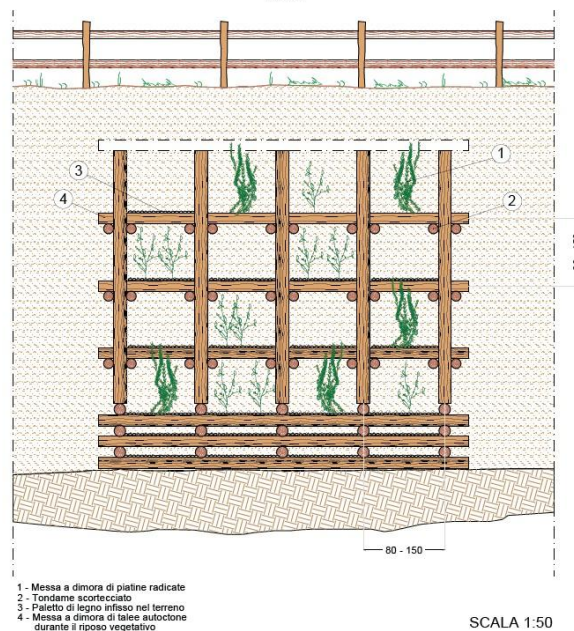 1
3
4
2
80 - 150
1 - Messa a dimora di piatine radicate
2 - Tondame scortecciato
3 - Paletto di legno infisso nel terreno
4 - Messa a dimora di talee autoctone
durante il riposo vegetativo
SCALA 1:50